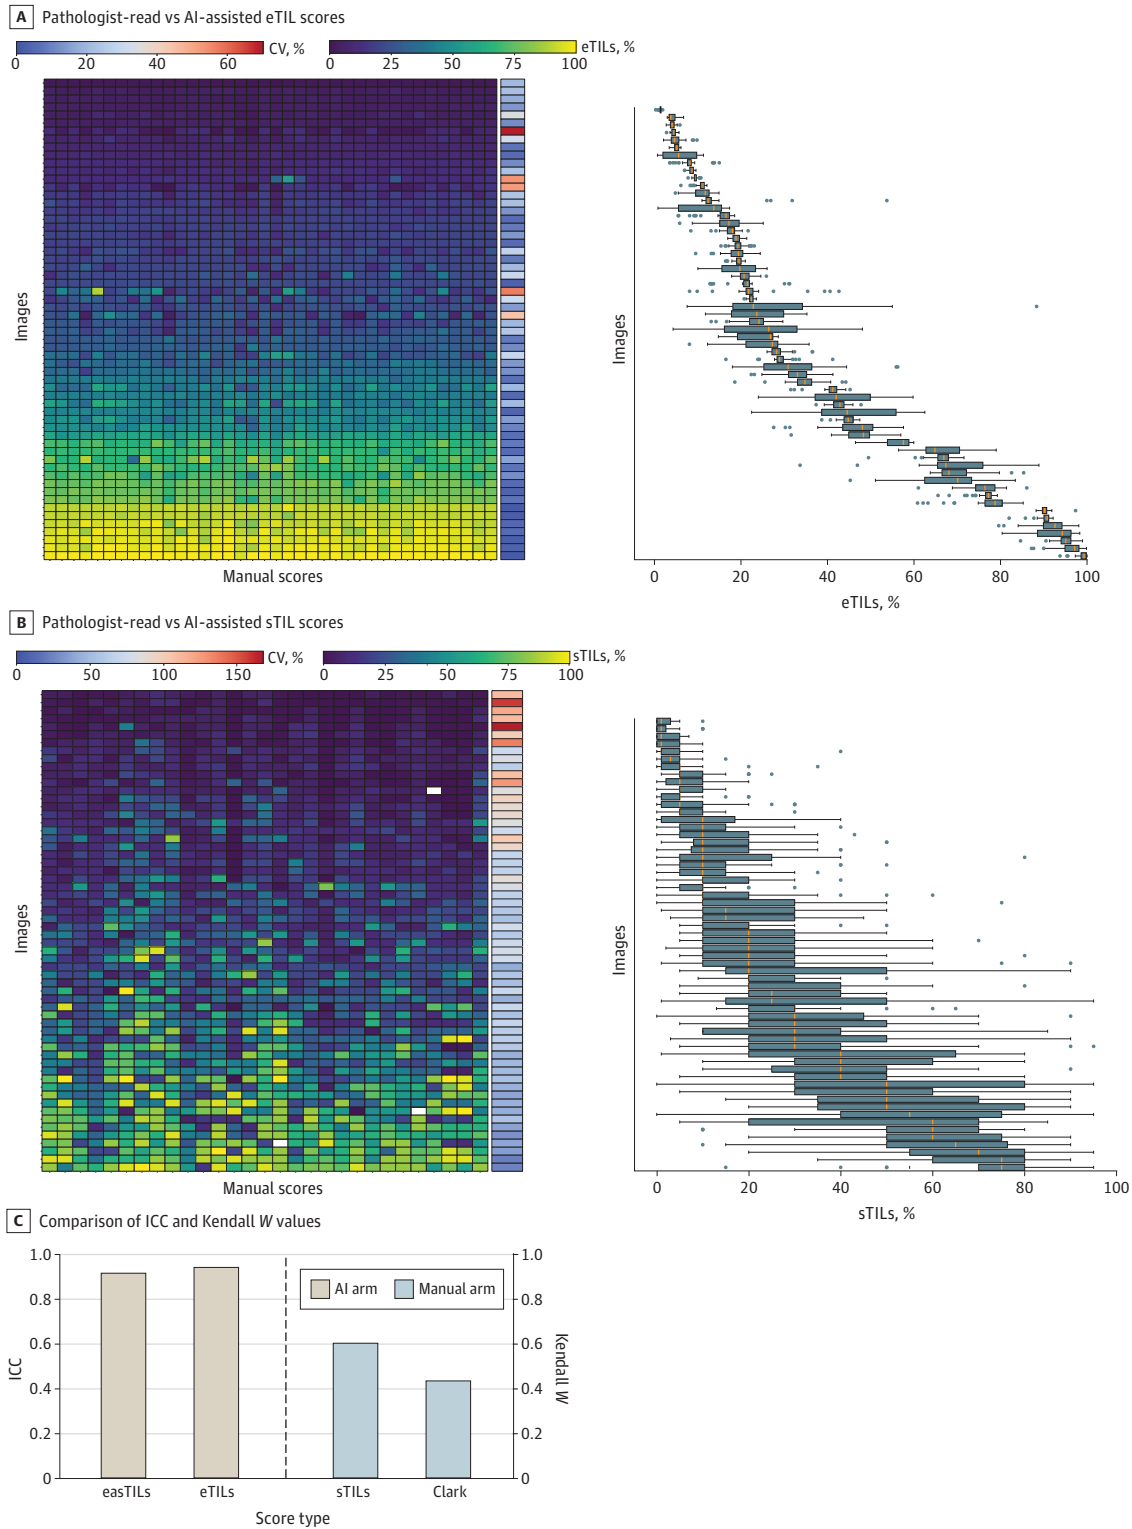 A Pathologist-read vs AI-assisted eTIL scores
CV, % eTILs, %
0 20 40 60 0 25 50 75 100
Images
Manual scores
Images
0 20 40 60 80 100
eTILs, %
B Pathologist-read vs AI-assisted sTIL scores
CV, % sTILs, %
0 50 100 150 0 25 50 75 100
Images
Manual scores
Images
0 20 40 60 80 100
sTILs, %
C Comparison of ICC and Kendall W values
1.0 1.0
AI arm Manual arm
0.8 0.8
0.6 0.6
ICC
Kendall W
0.4 0.4
0.2 0.2
0 0
easTILs eTILs sTILs Clark
Score type